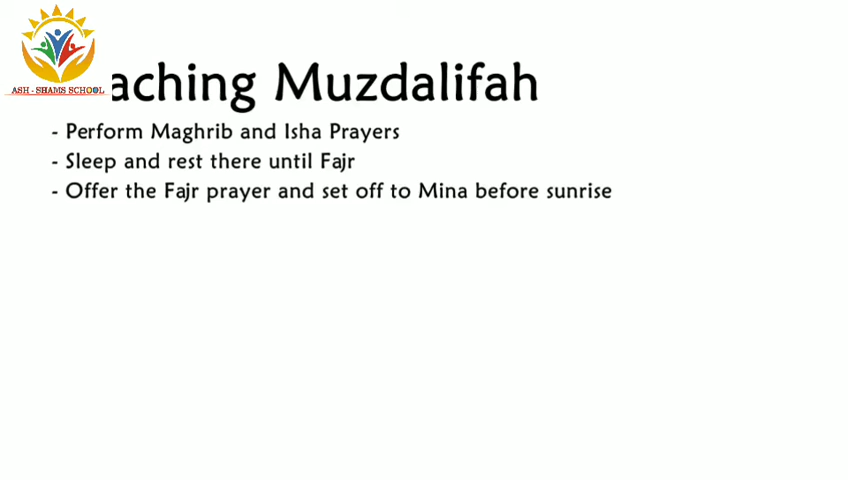 ASH - SHAMS SCHOOL
aching Muzdalifah
- Perform Maghrib and Isha Prayers
- Sleep and rest there until Fajr
- Offer the Fajr prayer and set off to Mina before sunrise